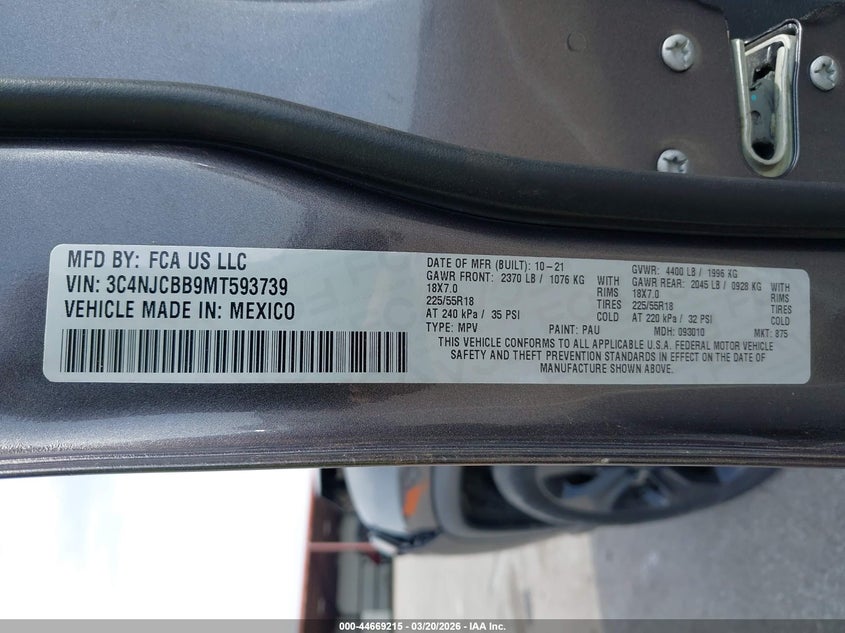 MFD BY: FCA US LLC
VIN: 3C4NJCBB9MT593739
VEHICLE MADE IN: MEXICO
DATE OF MFR (BUILT): 10-21
GVWR: 4400 LB / 1996 KG
GAWR FRONT: 2370 LB / 1076 KG WITH
GAWR REAR: 2045 LB / 0928 KG WITH
18X7.0 RIMS 18X7.0 RIMS
225/55R18 TIRES 225/55R18 TIRES
AT 240 kPa / 35 PSI COLD AT 220 kPa / 32 PSI COLD
TYPE: MPV PAINT: PAU MDH: 093010 MKT: 875
THIS VEHICLE CONFORMS TO ALL APPLICABLE U.S.A. FEDERAL MOTOR VEHICLE
SAFETY AND THEFT PREVENTION STANDARDS IN EFFECT ON THE DATE OF
MANUFACTURE SHOWN ABOVE.
000-44669215 - 03/20/2026 - IAA Inc.